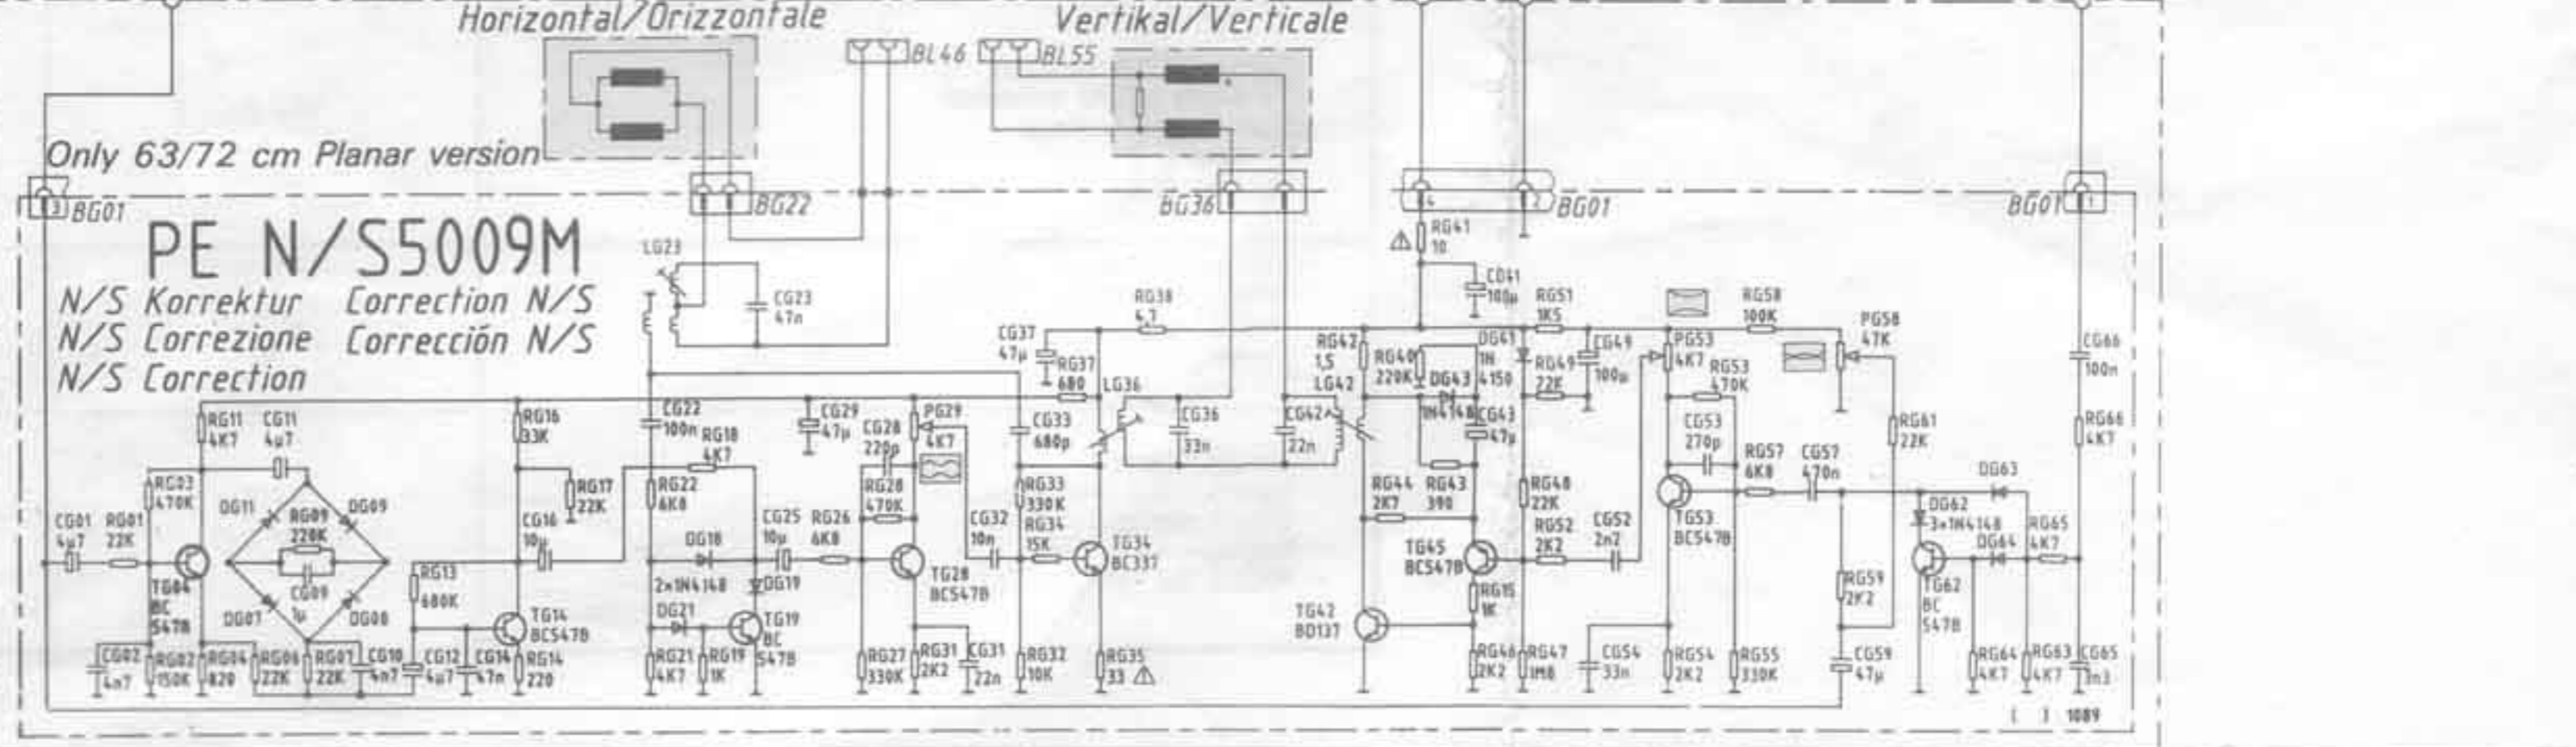 Horizontal/Orizzontale
Vertikal/Verticale
BL46
BL55
Only 63/72 cm Planar version
3
BG01
BG22
BG36
4
2
BG01
BG01
1
PE N/S5009M
N/S Korrektur Correction N/S
N/S Correzione Corrección N/S
N/S Correction
LG23
CG23
47n
RG41
10
CD41
100µ
RG38
4,7
CG37
47µ
RG37
680
LG36
RG42
1,5
LG42
RG40
220K
DG41
1N
4150
DG43
1N4148
RG51
1K5
RG49
22K
CG49
100µ
PG53
4K7
RG53
470K
RG58
100K
PG58
47K
CG66
100n
RG11
4K7
CG11
4µ7
RG16
33K
CG22
100n
RG18
4K7
CG29
47µ
CG28
220p
PG29
4K7
CG33
680p
CG36
33n
CG42
22n
CG43
47µ
CG53
270p
RG61
22K
RG66
4K7
RG03
470K
DG11
RG09
220K
DG09
RG17
22K
RG22
6K8
RG28
470K
RG33
330K
RG44
2K7
RG43
390
RG48
22K
RG57
6K8
CG57
470n
DG63
CG01
4µ7
RG01
22K
CG16
10µ
DG18
CG25
10µ
RG26
6K8
CG32
10n
RG34
15K
TG34
BC337
TG45
BC547B
RG52
2K2
CG52
2n2
TG53
BC547B
DG62
3×1N4148
RG65
4K7
DG64
TG04
BC
547B
DG07
CG09
1µ
DG08
RG13
680K
TG14
BC547B
2×1N4148
DG19
DG21
TG19
BC
547B
TG28
BC547B
TG42
BD137
RG15
1K
RG59
2K2
TG62
BC
547B
CG02
4n7
RG02
150K
RG04
820
RG06
22K
RG07
22K
CG10
4n7
CG12
4µ7
CG14
47n
RG14
220
RG21
4K7
RG19
1K
RG27
330K
RG31
2K2
CG31
22n
RG32
10K
RG35
33
RG46
2K2
RG47
1M8
CG54
33n
RG54
2K2
RG55
330K
CG59
47µ
RG64
4K7
RG63
4K7
CG65
3n3
( ) 1089